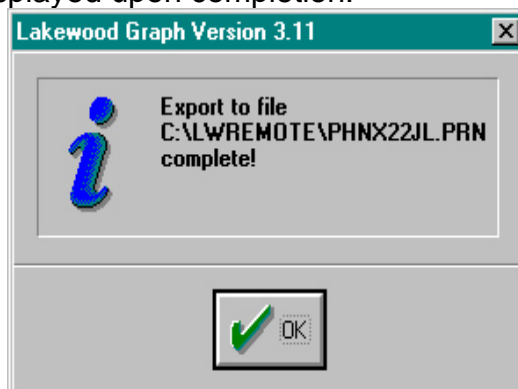 displayed upon completion.
Lakewood Graph Version 3.11
Export to file
C:\LWREMOTE\PHNX22JL.PRN
complete!
OK